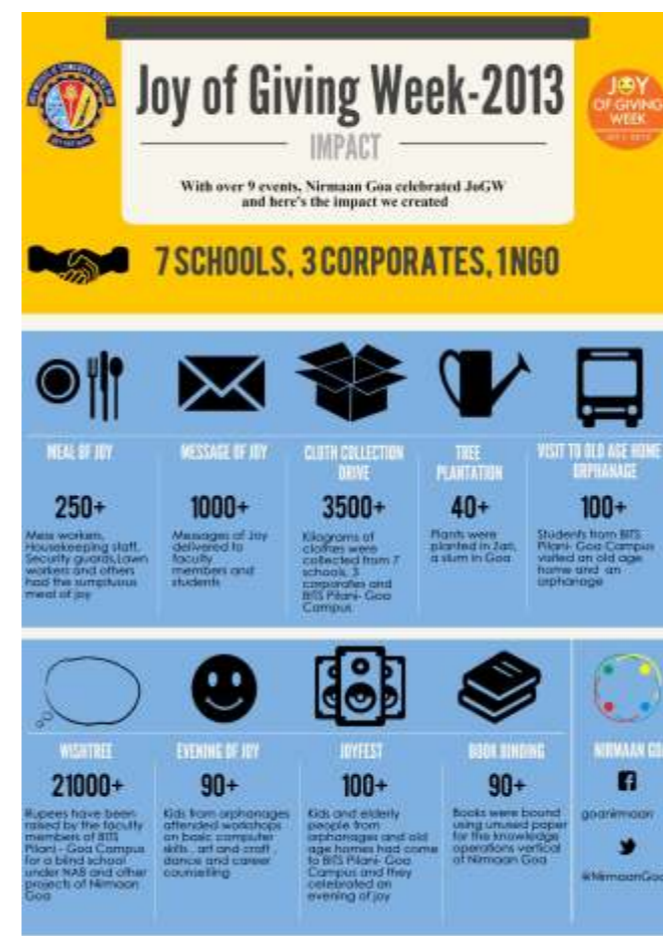 Joy of Giving Week-2013
IMPACT
With over 9 events, Nirmaan Goa celebrated JoGW
and here's the impact we created
JOY
OF GIVING
WEEK
7 SCHOOLS, 3 CORPORATES, 1 NGO
MEAL OF JOY
250+
Mess workers,
Housekeeping staff,
Security guards,Lawn
workers and others
had the sumptuous
meal of joy
MESSAGE OF JOY
1000+
Messages of Joy
delivered to
faculty
members and
students
CLOTH COLLECTION
DRIVE
3500+
Kilograms of
clothes were
collected from 7
schools, 3
corporates and
BITS Pilani- Goa
Campus
TREE
PLANTATION
40+
Plants were
planted in Zari,
a slum in Goa
VISIT TO OLD AGE HOME
ORPHANAGE
100+
Students from BITS
Pilani- Goa Campus
visited an old age
home and an
orphanage
WISHTREE
21000+
Rupees have been
raised by the faculty
members of BITS
Pilani - Goa Campus
for a blind school
under NAB and other
projects of Nirmaan
Goa
EVENING OF JOY
90+
Kids from orphanages
attended workshops
on basic computer
skills , art and craft ,
dance and career
counselling
JOYFEST
100+
Kids and elderly
people from
orphanages and old
age homes had come
to BITS Pilani- Goa
Campus and they
celebrated an
evening of joy
BOOK BINDING
90+
Books were bound
using unused paper
for the knowledge
operations vertical
of Nirmaan Goa
NIRMAAN GO
goanirmaan
@NirmaanGoa